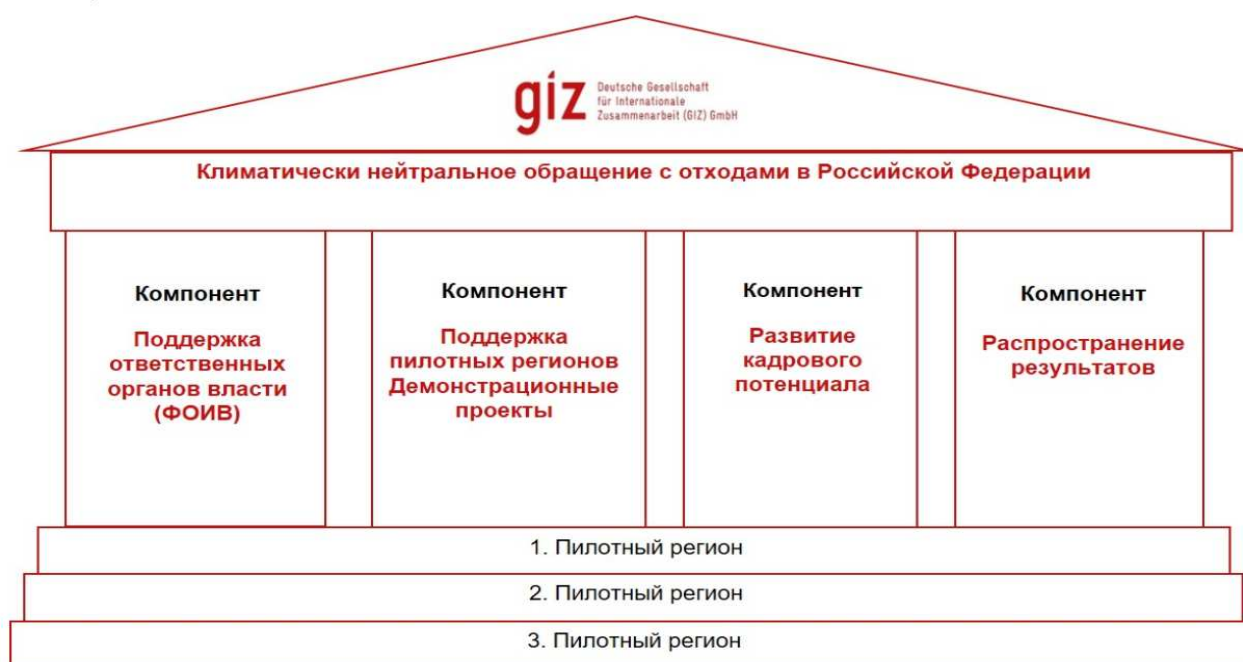 giz
Deutsche Gesellschaft
für Internationale
Zusammenarbeit (GIZ) GmbH
Климатически нейтральное обращение с отходами в Российской Федерации
Компонент
Поддержка
ответственных
органов власти
(ФОИВ)
Компонент
Поддержка
пилотных регионов
Демонстрационные
проекты
Компонент
Развитие
кадрового
потенциала
Компонент
Распространение
результатов
1. Пилотный регион
2. Пилотный регион
3. Пилотный регион